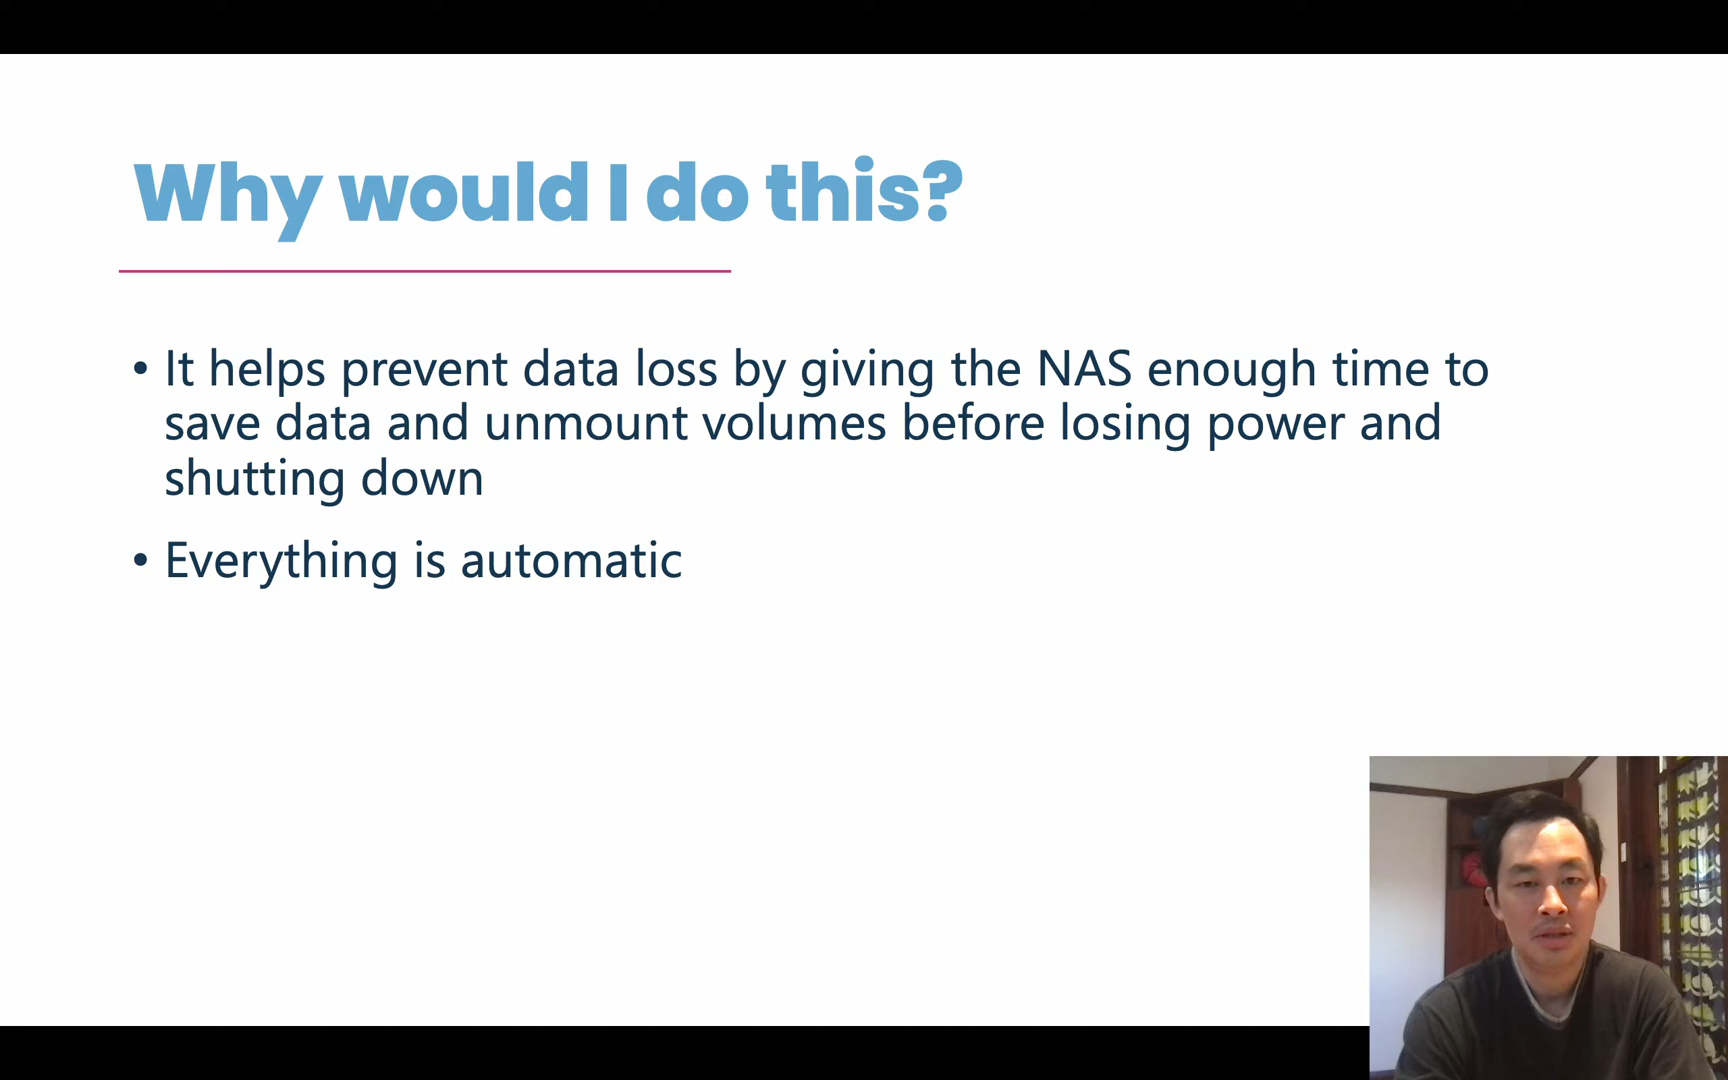 Why would I do this?
• It helps prevent data loss by giving the NAS enough time to
save data and unmount volumes before losing power and
shutting down
• Everything is automatic